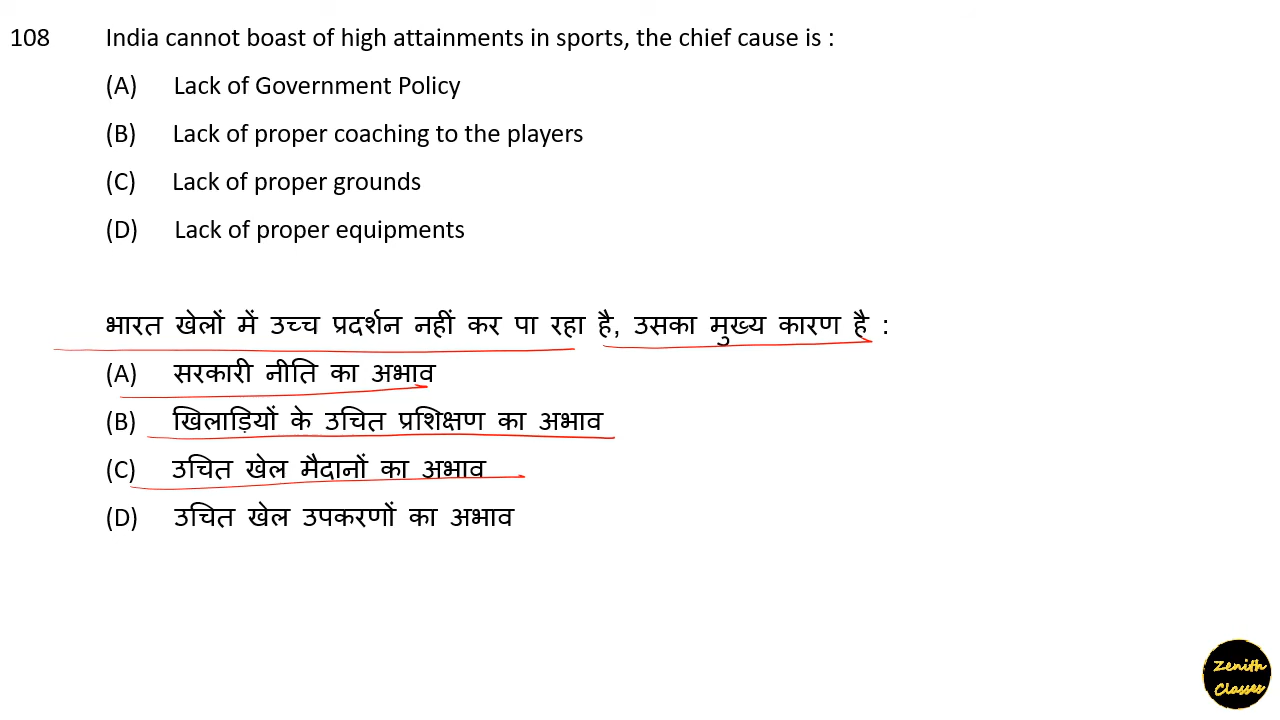 108 India cannot boast of high attainments in sports, the chief cause is :
(A) Lack of Government Policy
(B) Lack of proper coaching to the players
(C) Lack of proper grounds
(D) Lack of proper equipments
भारत खेलों में उच्च प्रदर्शन नहीं कर पा रहा है, उसका मुख्य कारण है :
(A) सरकारी नीति का अभाव
(B) खिलाड़ियों के उचित प्रशिक्षण का अभाव
(C) उचित खेल मैदानों का अभाव
(D) उचित खेल उपकरणों का अभाव
Zenith
Classes